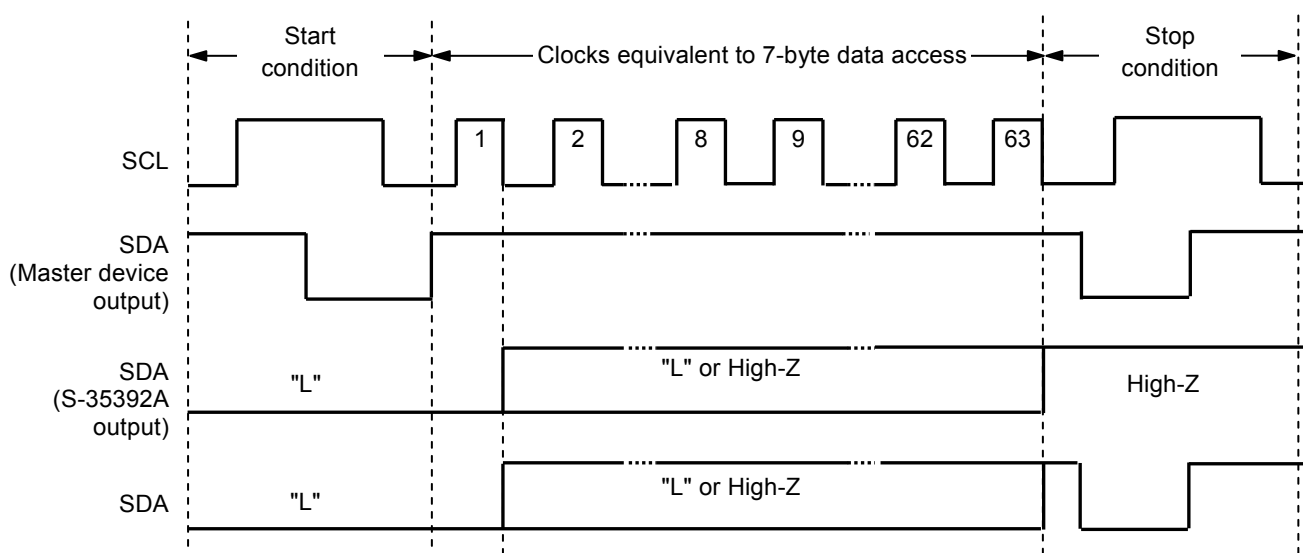 Start
condition
Clocks equivalent to 7-byte data access
Stop
condition
SCL
1
2
8
9
62
63
SDA
(Master device
output)
SDA
(S-35392A
output)
"L"
"L" or High-Z
High-Z
SDA
"L"
"L" or High-Z